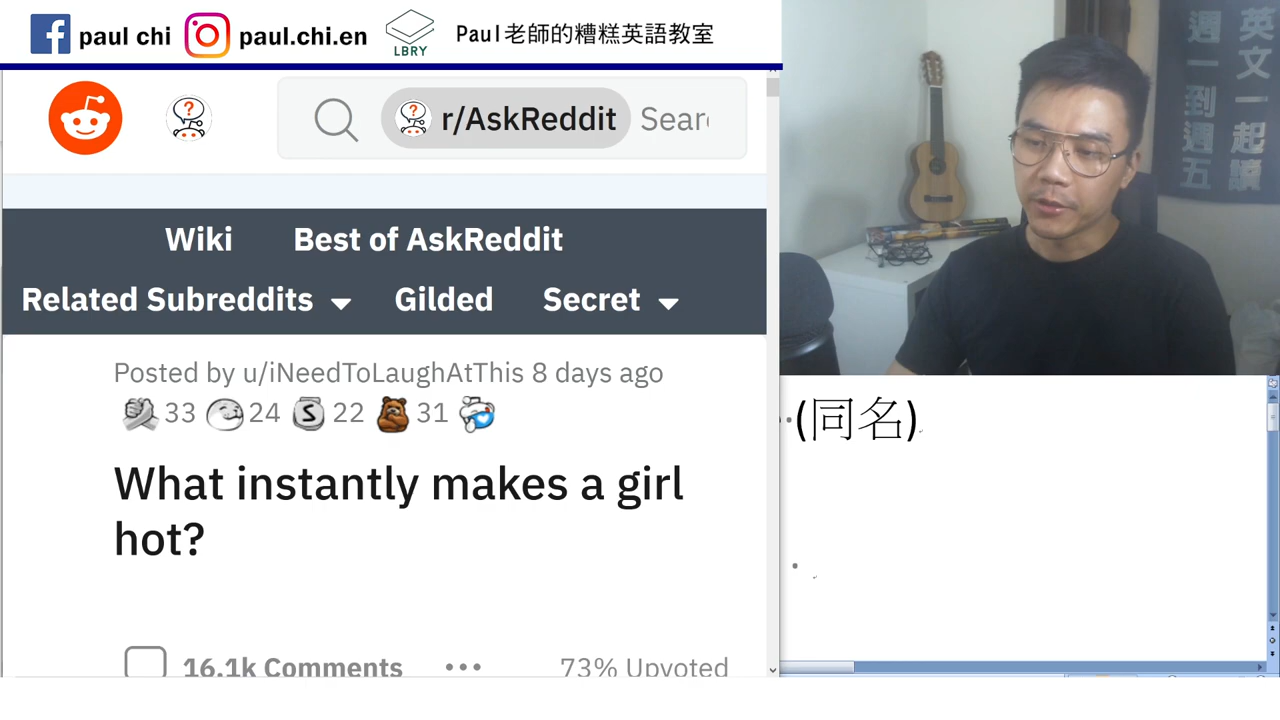 paul chi
paul.chi.en
LBRY
Paul老師的糟糕英語教室
r/AskReddit
Wiki
Best of AskReddit
Related Subreddits
Gilded
Secret
Posted by u/iNeedToLaughAtThis 8 days ago
33 24 S 22 31
What instantly makes a girl
hot?
16.1k Comments
73% Upvoted
英文一起讀
週一到週五
(同名)